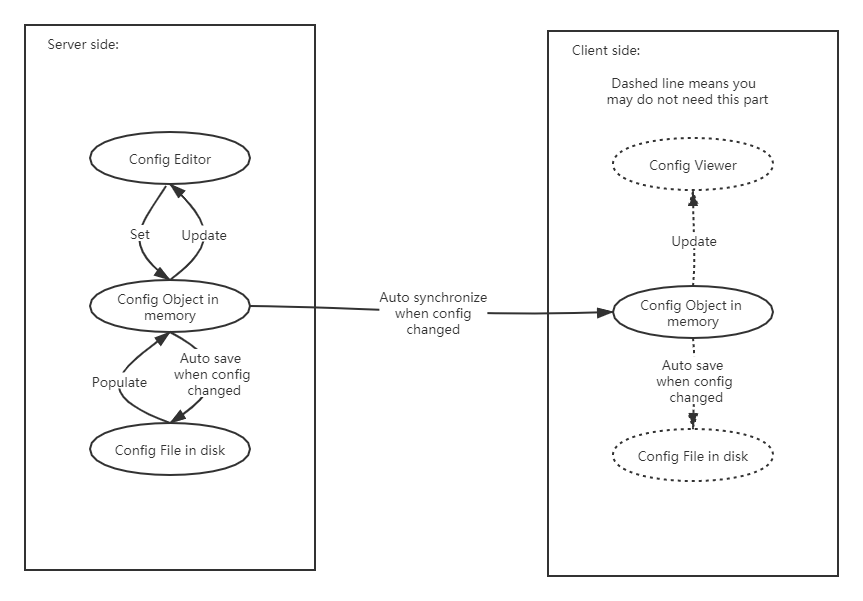 Server side:
Config Editor
Set
Update
Config Object in
memory
Populate
Auto save
when config
changed
Config File in disk
Auto synchronize
when config
changed
Client side:
Dashed line means you
may do not need this part
Config Viewer
Update
Config Object in
memory
Auto save
when config
changed
Config File in disk